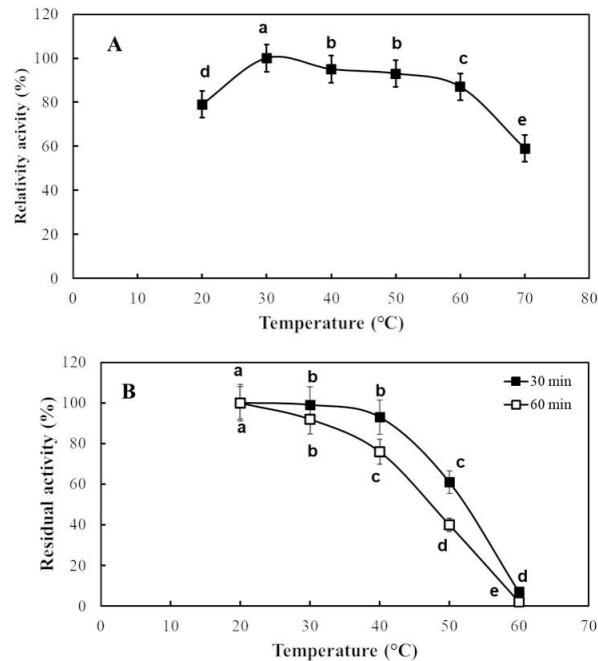 A
Relativity acivity (%)
120
100
80
60
40
20
0
a
b
b
d
c
e
0 10 20 30 40 50 60 70 80
Temperature (°C)
B
Residual activity (%)
120
100
80
60
40
20
0
30 min
60 min
a
b
b
a
b
c
c
d
d
e
0 10 20 30 40 50 60 70
Temperature (°C)